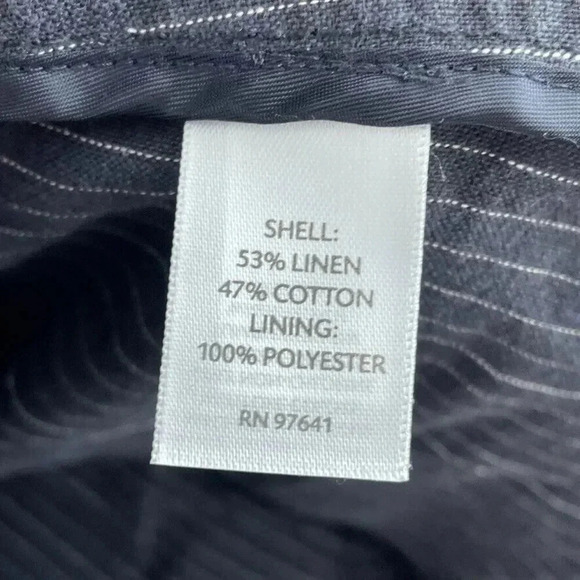 SHELL:
53% LINEN
47% COTTON
LINING:
100% POLYESTER
RN 97641